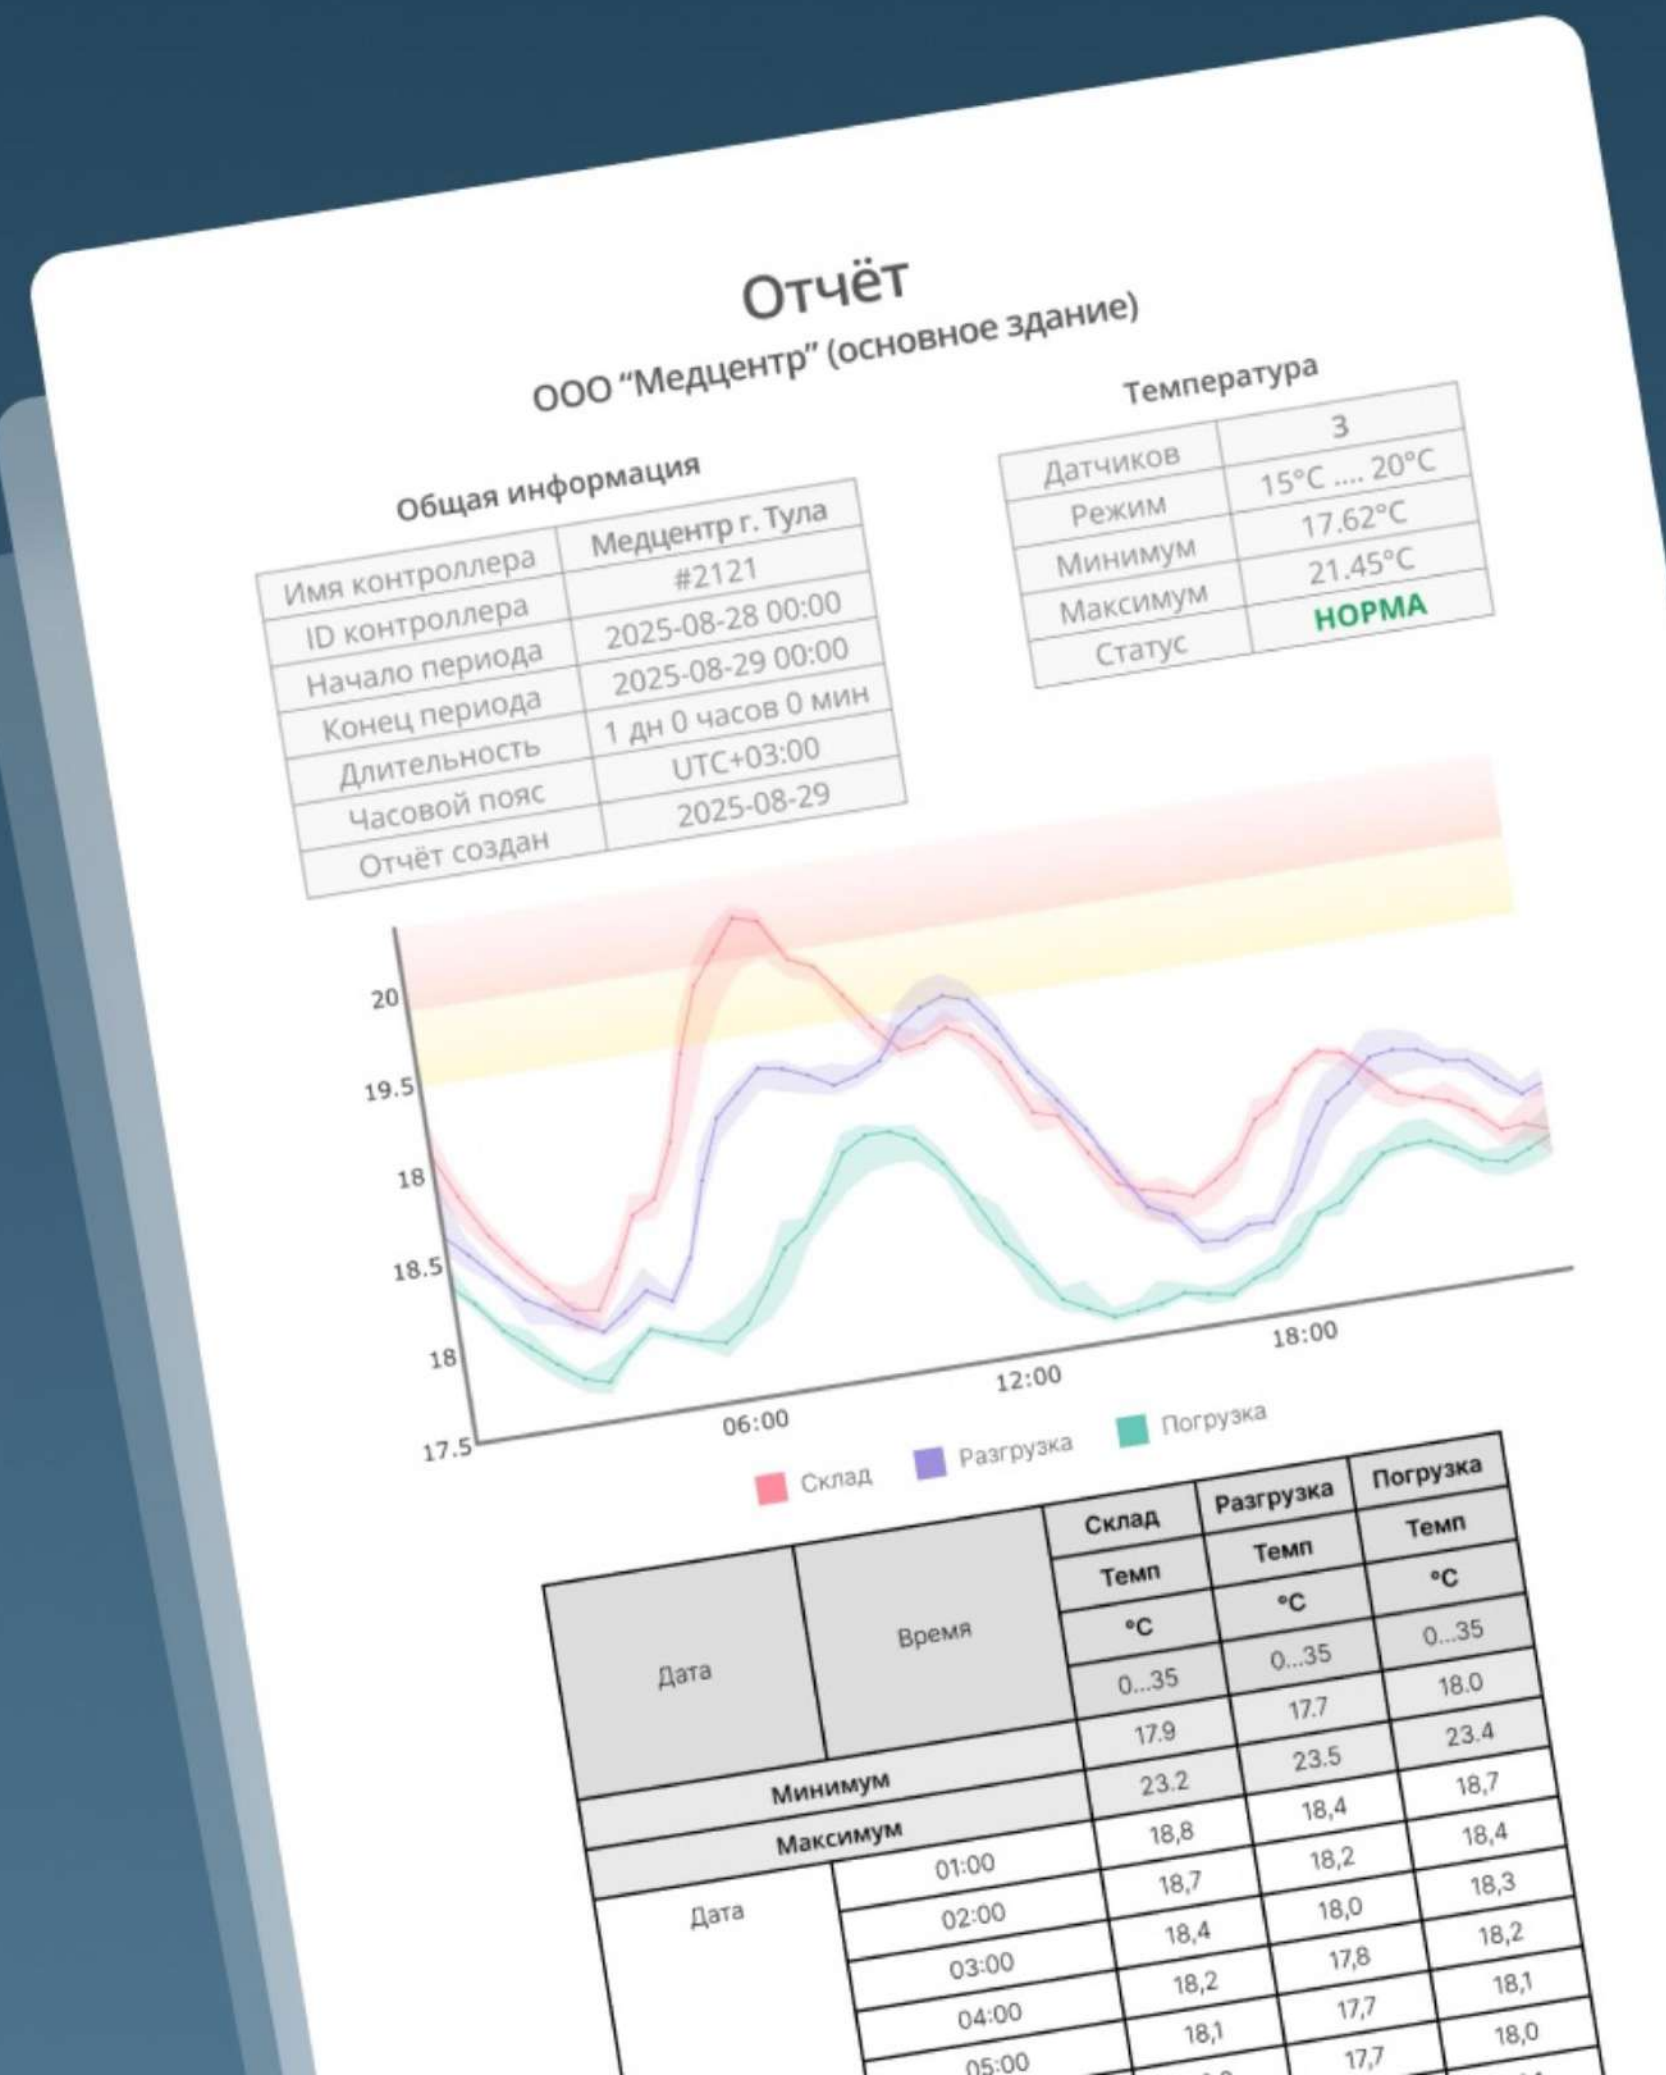 Отчёт
ООО “Медцентр” (основное здание)
Общая информация
Имя контроллера Медцентр г. Тула
ID контроллера #2121
Начало периода 2025-08-28 00:00
Конец периода 2025-08-29 00:00
Длительность 1 дн 0 часов 0 мин
Часовой пояс UTC+03:00
Отчёт создан 2025-08-29
Температура
Датчиков 3
Режим 15°C .... 20°C
Минимум 17.62°C
Максимум 21.45°C
Статус НОРМА
20
19.5
18
18.5
18
17.5
06:00 12:00 18:00
Склад Разгрузка Погрузка
Дата Время Склад Разгрузка Погрузка
Темп Темп Темп
°C °C °C
0...35 0...35 0...35
Минимум 17.9 17.7 18.0
Максимум 23.2 23.5 23.4
Дата 01:00 18,8 18,4 18,7
02:00 18,7 18,2 18,4
03:00 18,4 18,0 18,3
04:00 18,2 17,8 18,2
05:00 18,1 17,7 18,1
17,7 18,0